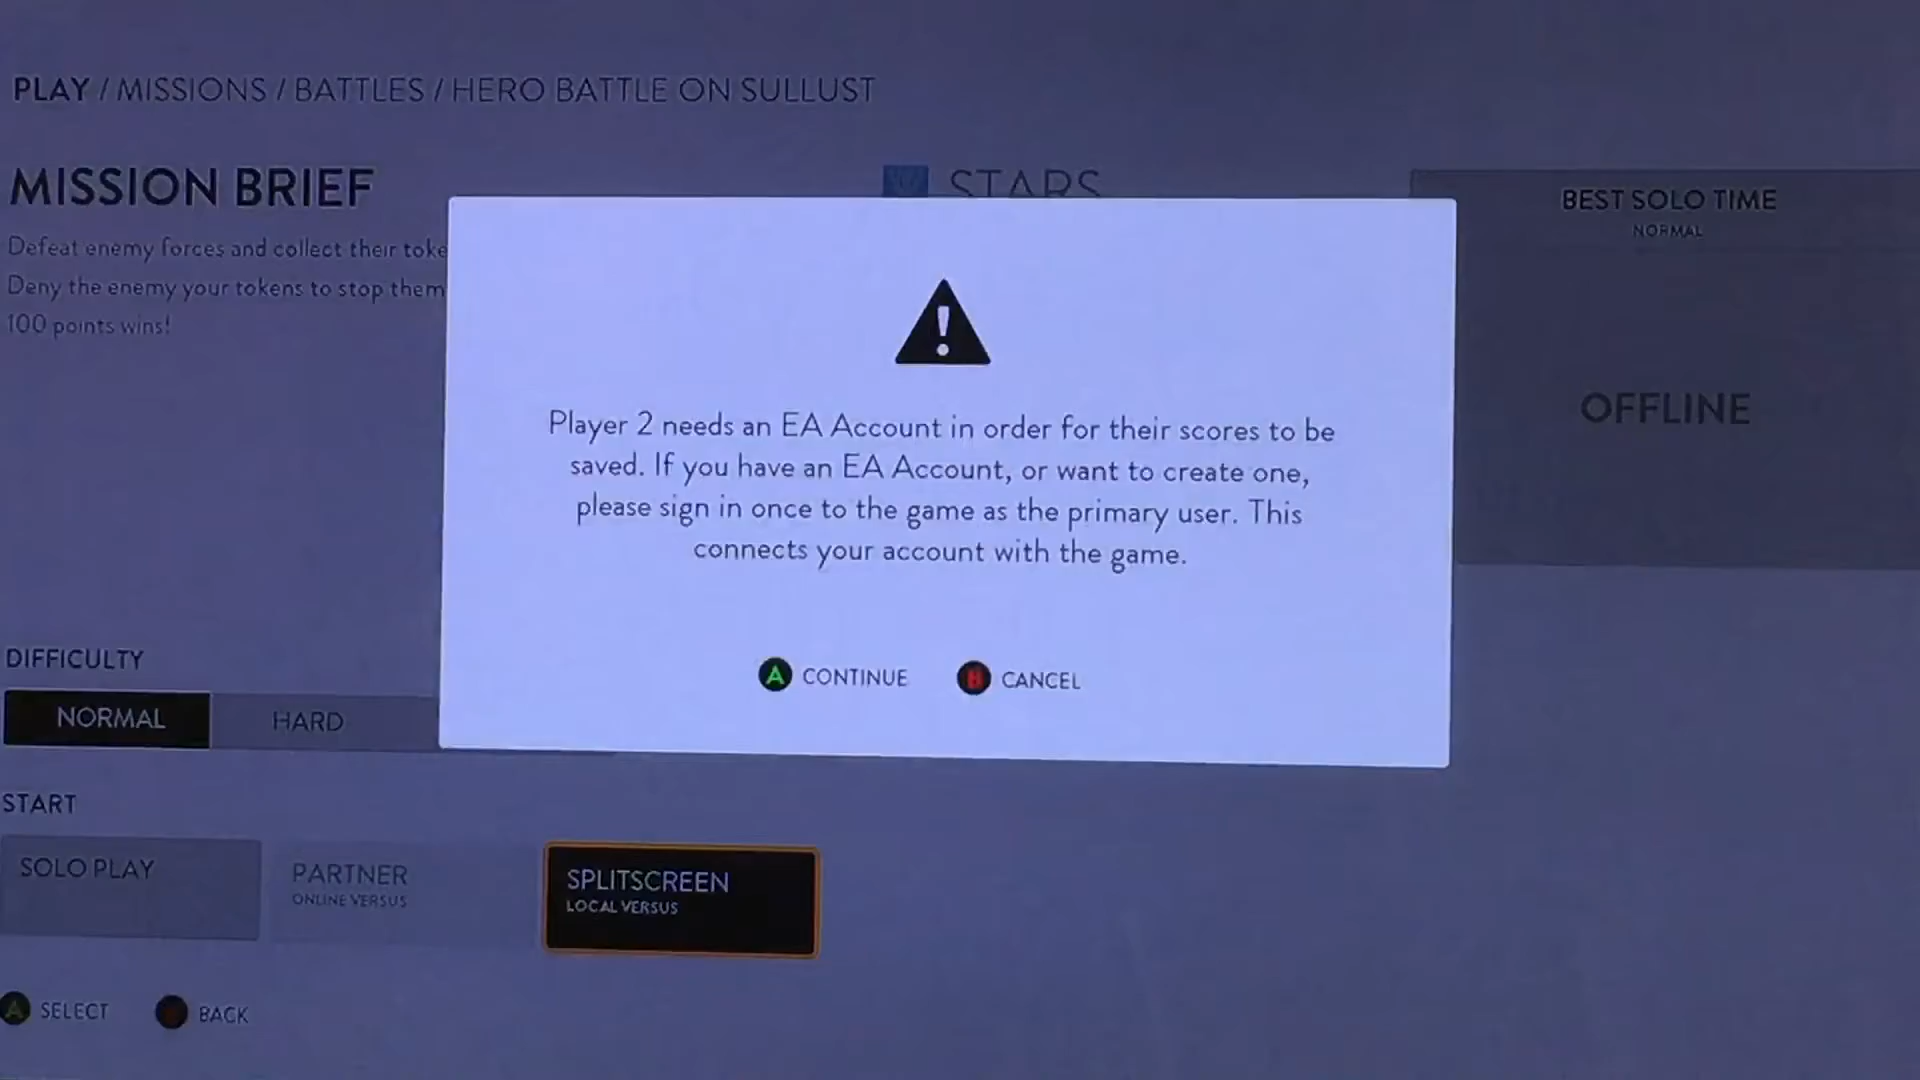 PLAY / MISSIONS / BATTLES / HERO BATTLE ON SULLUST
MISSION BRIEF
Defeat enemy forces and collect their toke
Deny the enemy your tokens to stop them
100 points wins!
STARS
BEST SOLO TIME
NORMAL
OFFLINE
Player 2 needs an EA Account in order for their scores to be
saved. If you have an EA Account, or want to create one,
please sign in once to the game as the primary user. This
connects your account with the game.
A CONTINUE B CANCEL
DIFFICULTY
NORMAL HARD
START
SOLO PLAY
PARTNER
ONLINE VERSUS
SPLITSCREEN
LOCAL VERSUS
A SELECT BACK